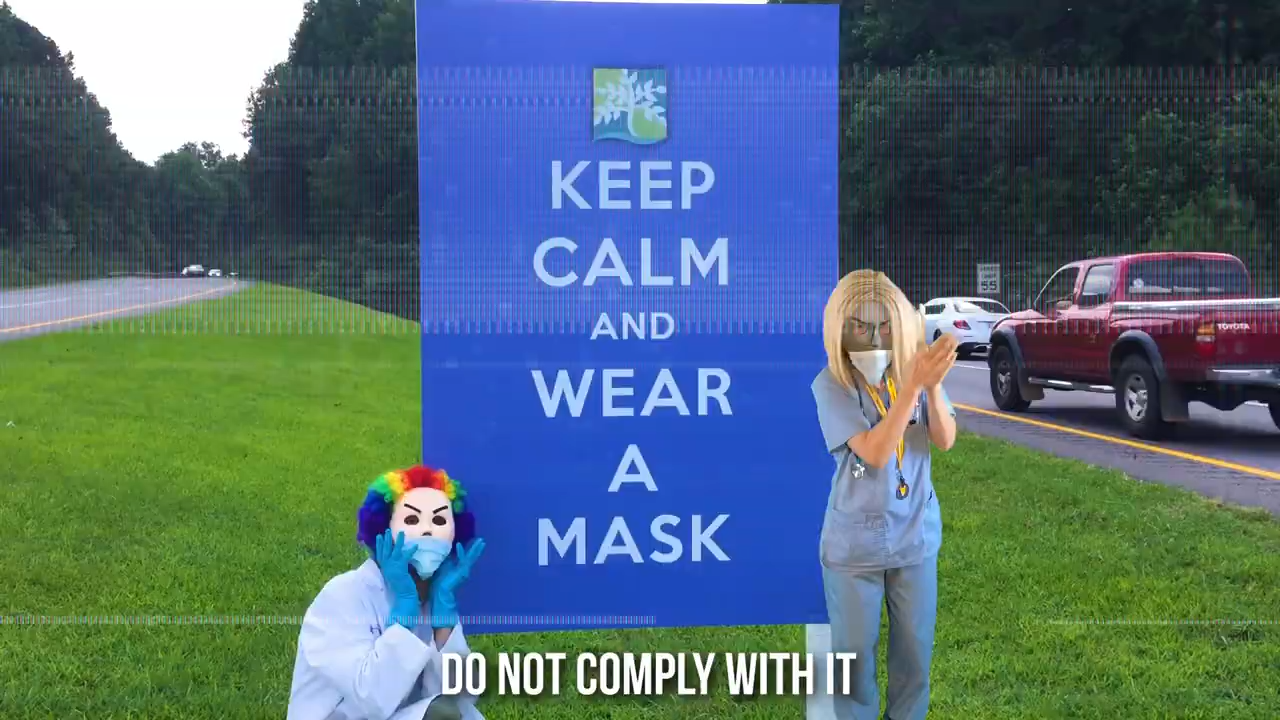 KEEP
CALM
AND
WEAR
A
MASK
55
TOYOTA
DO NOT COMPLY WITH IT